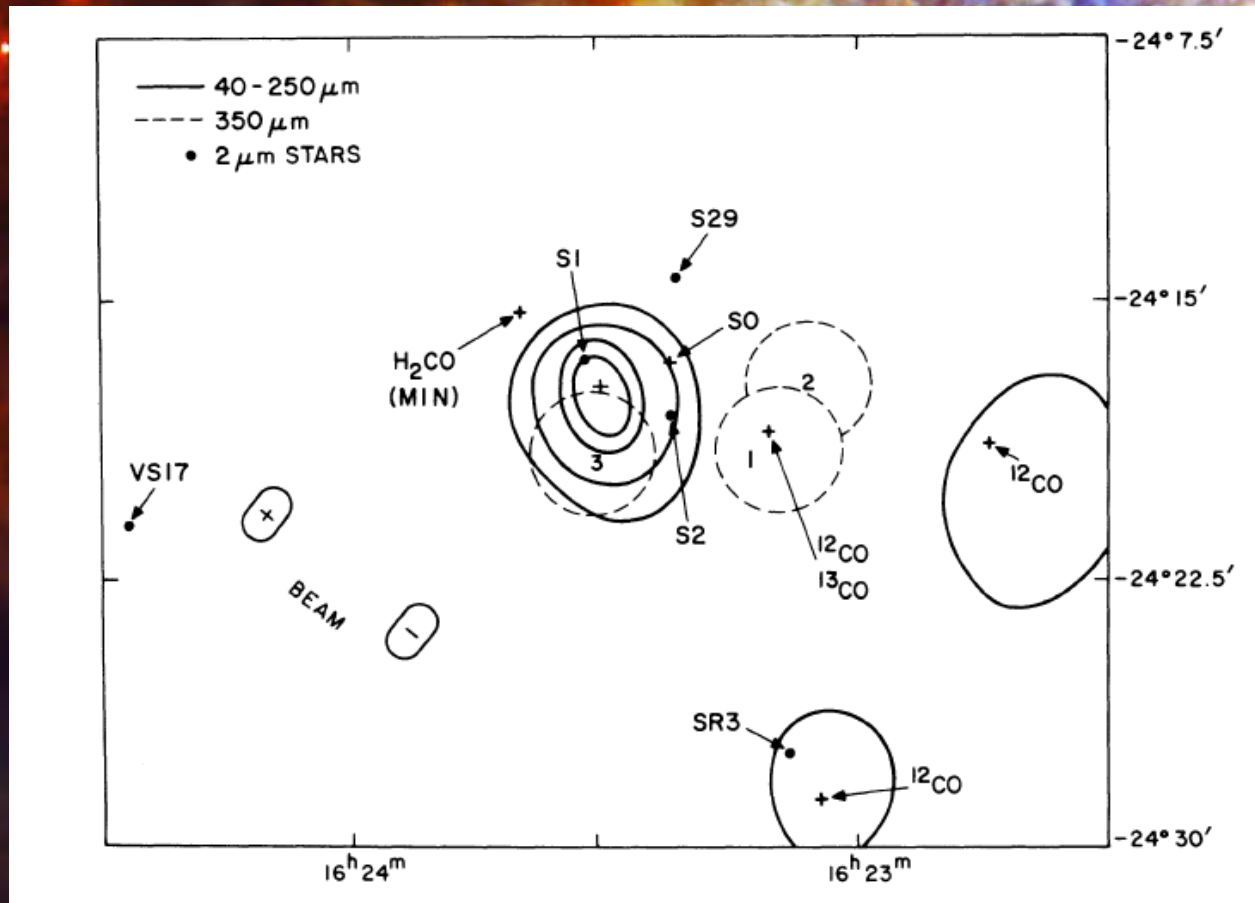 -24° 7.5'
40 - 250 μm
350 μm
2 μm STARS
S29
S1
-24° 15'
S0
H₂CO
(MIN)
2
¹²CO
3
1
VS17
+
S2
¹²CO
¹³CO
-24° 22.5'
BEAM
−
SR3
¹²CO
-24° 30'
16ʰ 24ᵐ
16ʰ 23ᵐ